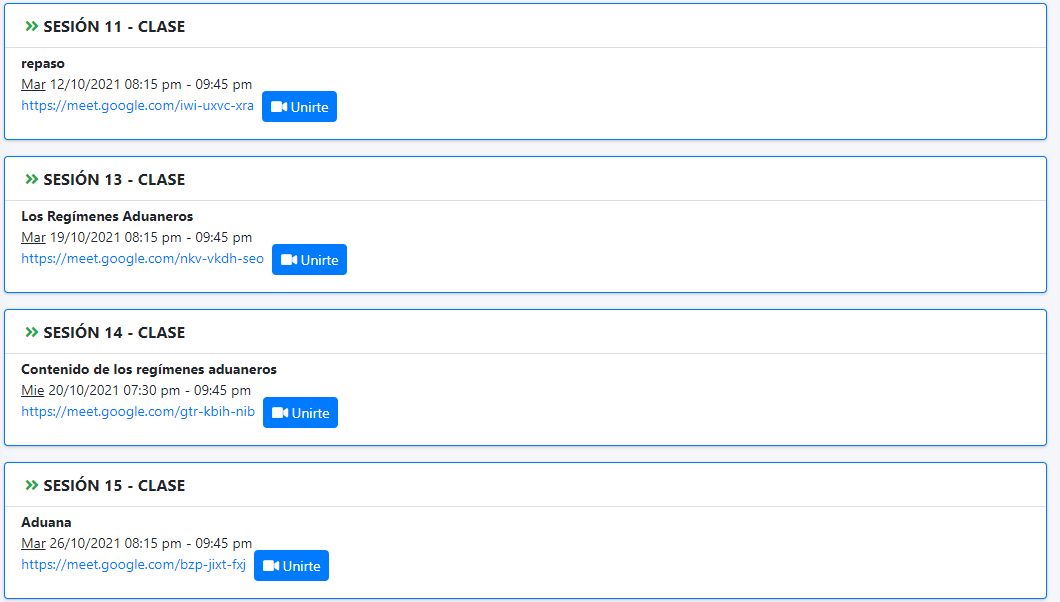 SESIÓN 11 - CLASE
repaso
Mar 12/10/2021 08:15 pm - 09:45 pm
https://meet.google.com/iwi-uxvc-xra Unirte
SESIÓN 13 - CLASE
Los Regímenes Aduaneros
Mar 19/10/2021 08:15 pm - 09:45 pm
https://meet.google.com/nkv-vkdh-seo Unirte
SESIÓN 14 - CLASE
Contenido de los regímenes aduaneros
Mie 20/10/2021 07:30 pm - 09:45 pm
https://meet.google.com/gtr-kbih-nib Unirte
SESIÓN 15 - CLASE
Aduana
Mar 26/10/2021 08:15 pm - 09:45 pm
https://meet.google.com/bzp-jixt-fxj Unirte